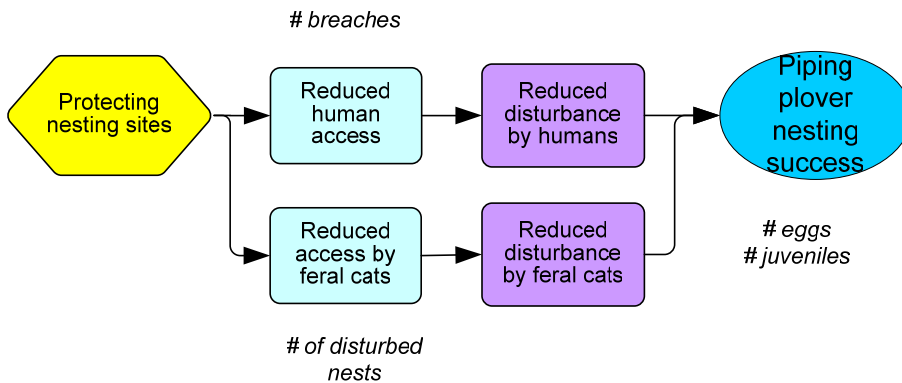 # breaches
Protecting
nesting sites
Reduced
human
access
Reduced
disturbance
by humans
Piping
plover
nesting
success
Reduced
access by
feral cats
Reduced
disturbance
by feral cats
# eggs
# juveniles
# of disturbed
nests